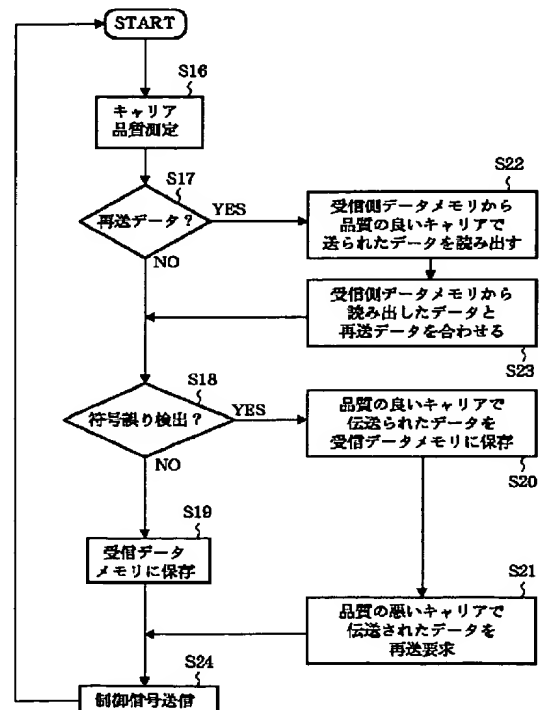 START
S16
キャリア
品質測定
S17
再送データ?
YES
NO
S22
受信側データメモリから
品質の良いキャリアで
送られたデータを読み出す
受信側データメモリから
読み出したデータと
再送データを合わせる
S23
S18
符号誤り検出?
YES
NO
品質の良いキャリアで
伝送られたデータを
受信データメモリに保存
S20
S19
受信データ
メモリに保存
S21
品質の悪いキャリアで
伝送されたデータを
再送要求
S24
制御信号送信